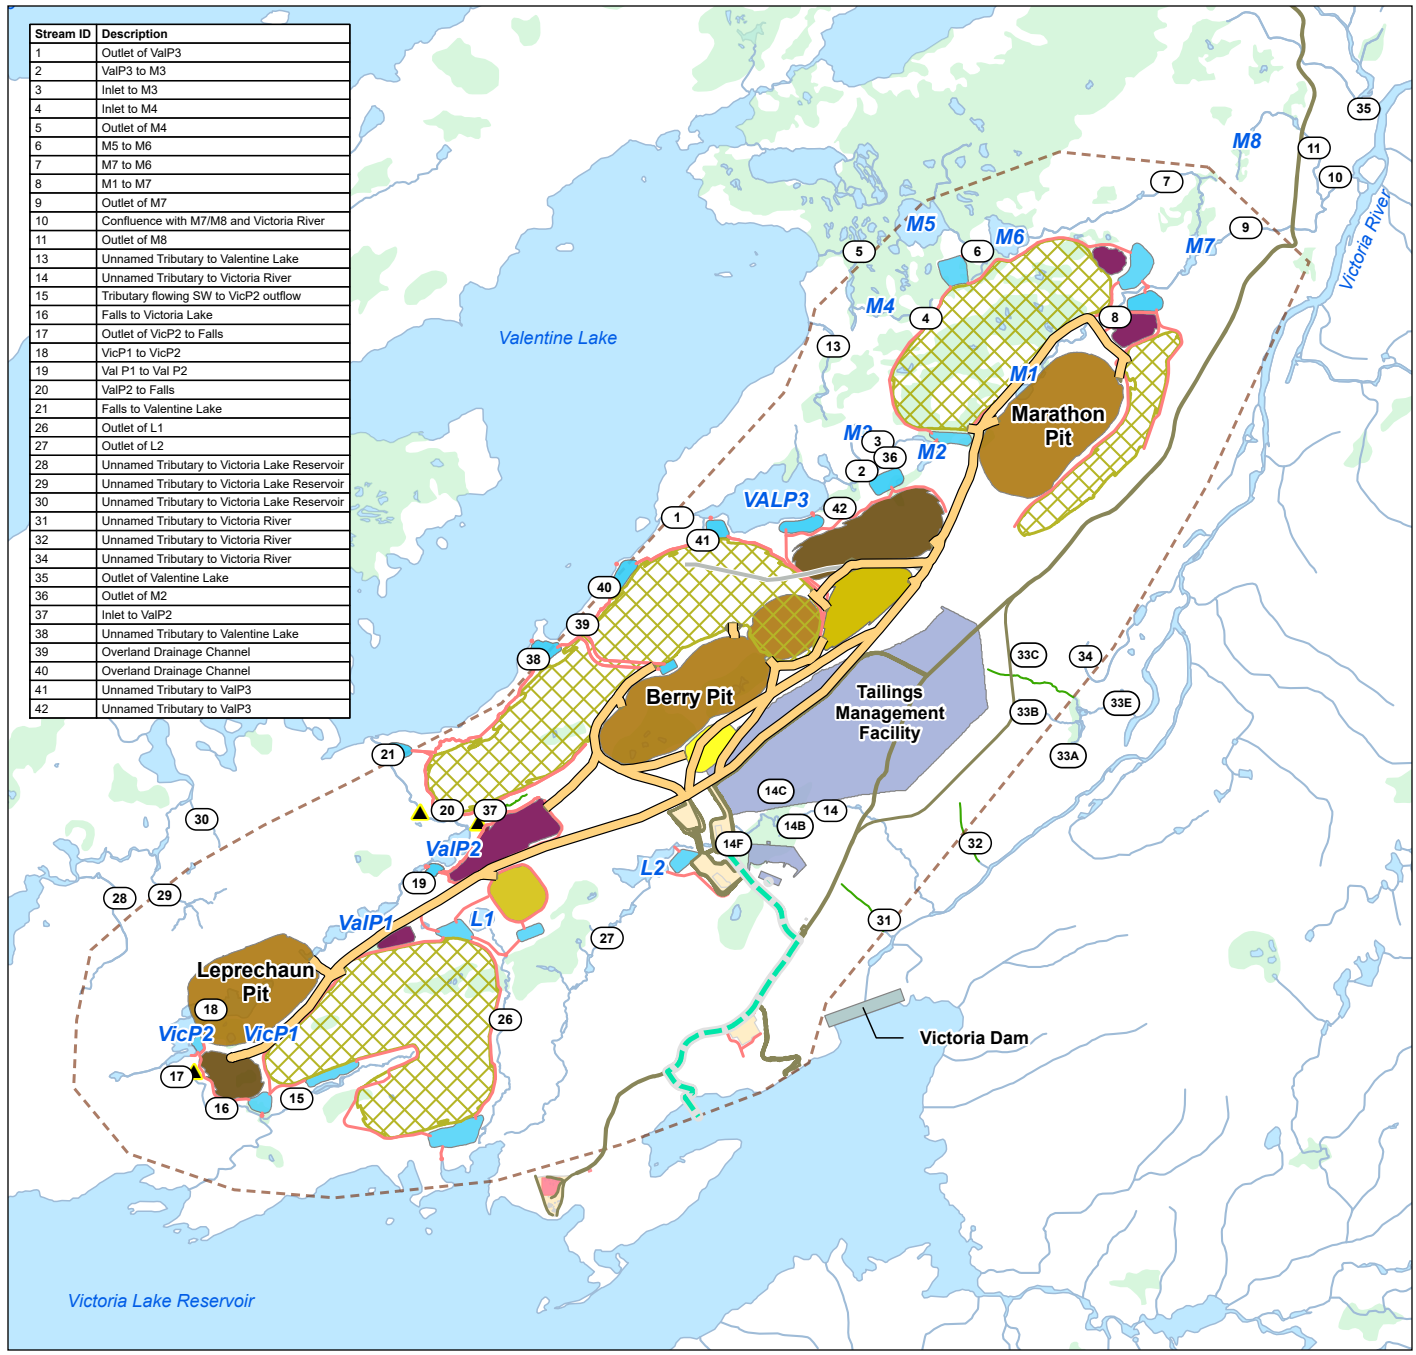 Stream ID Description
1 Outlet of ValP3
2 ValP3 to M3
3 Inlet to M3
4 Inlet to M4
5 Outlet of M4
6 M5 to M6
7 M7 to M6
8 M1 to M7
9 Outlet of M7
10 Confluence with M7/M8 and Victoria River
11 Outlet of M8
13 Unnamed Tributary to Valentine Lake
14 Unnamed Tributary to Victoria River
15 Tributary flowing SW to VicP2 outflow
16 Falls to Victoria Lake
17 Outlet of VicP2 to Falls
18 VicP1 to VicP2
19 Val P1 to Val P2
20 ValP2 to Falls
21 Falls to Valentine Lake
26 Outlet of L1
27 Outlet of L2
28 Unnamed Tributary to Victoria Lake Reservoir
29 Unnamed Tributary to Victoria Lake Reservoir
30 Unnamed Tributary to Victoria Lake Reservoir
31 Unnamed Tributary to Victoria River
32 Unnamed Tributary to Victoria River
34 Unnamed Tributary to Victoria River
35 Outlet of Valentine Lake
36 Outlet of M2
37 Inlet to ValP2
38 Unnamed Tributary to Valentine Lake
39 Overland Drainage Channel
40 Overland Drainage Channel
41 Unnamed Tributary to ValP3
42 Unnamed Tributary to ValP3
35
M8
11
10
7
Victoria River
M5
M6
9
M7
5
6
M4
4
8
Valentine Lake
13
M1
Marathon
Pit
3
M2
36
2
VALP3
42
1
41
40
39
38
33C
34
Berry Pit
Tailings
Management
Facility
33B
33E
33A
21
14C
20
37
14
14B
30
ValP2
14F
32
L2
19
28
29
ValP1
L1
31
27
Leprechaun
Pit
18
26
VicP2
VicP1
Victoria Dam
17
16
15
Victoria Lake Reservoir